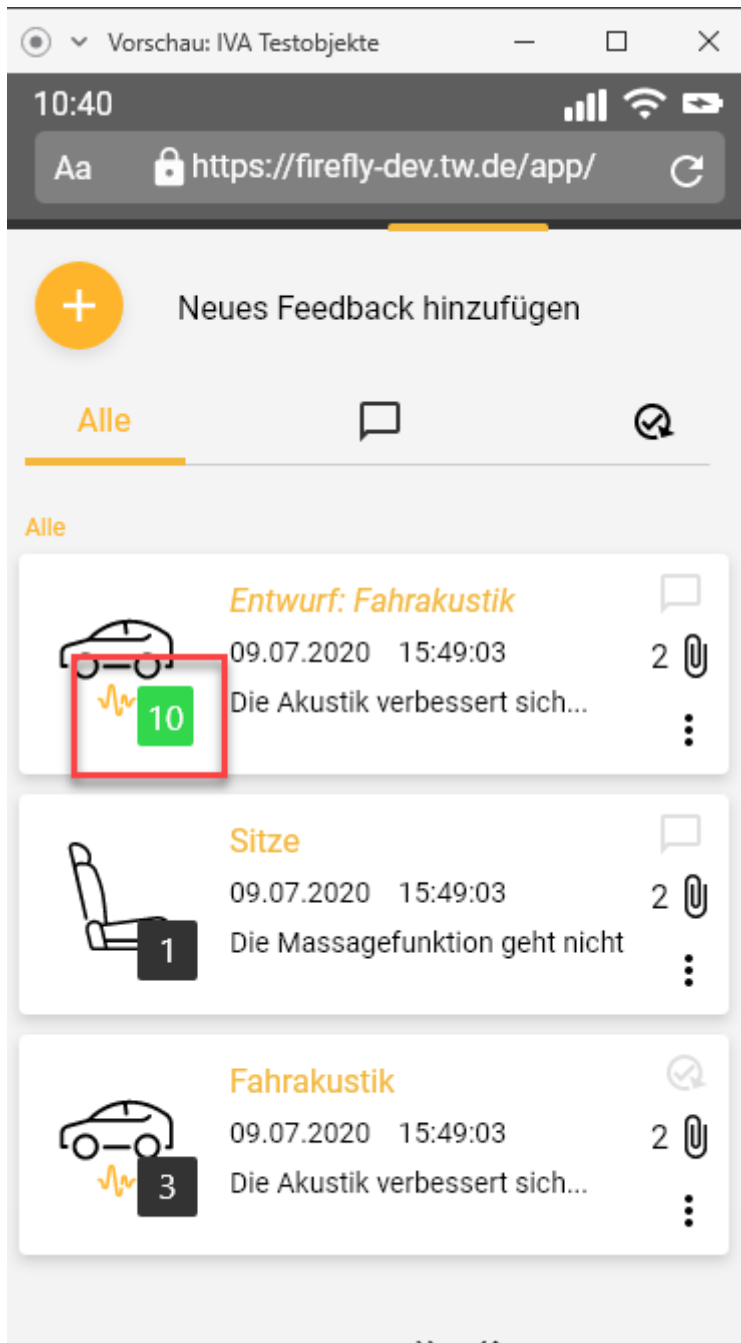 Vorschau: IVA Testobjekte
10:40
Aa https://firefly-dev.tw.de/app/
Neues Feedback hinzufügen
Alle
Alle
Entwurf: Fahrakustik
09.07.2020 15:49:03 2
10 Die Akustik verbessert sich...
Sitze
09.07.2020 15:49:03 2
1 Die Massagefunktion geht nicht
Fahrakustik
09.07.2020 15:49:03 2
3 Die Akustik verbessert sich...